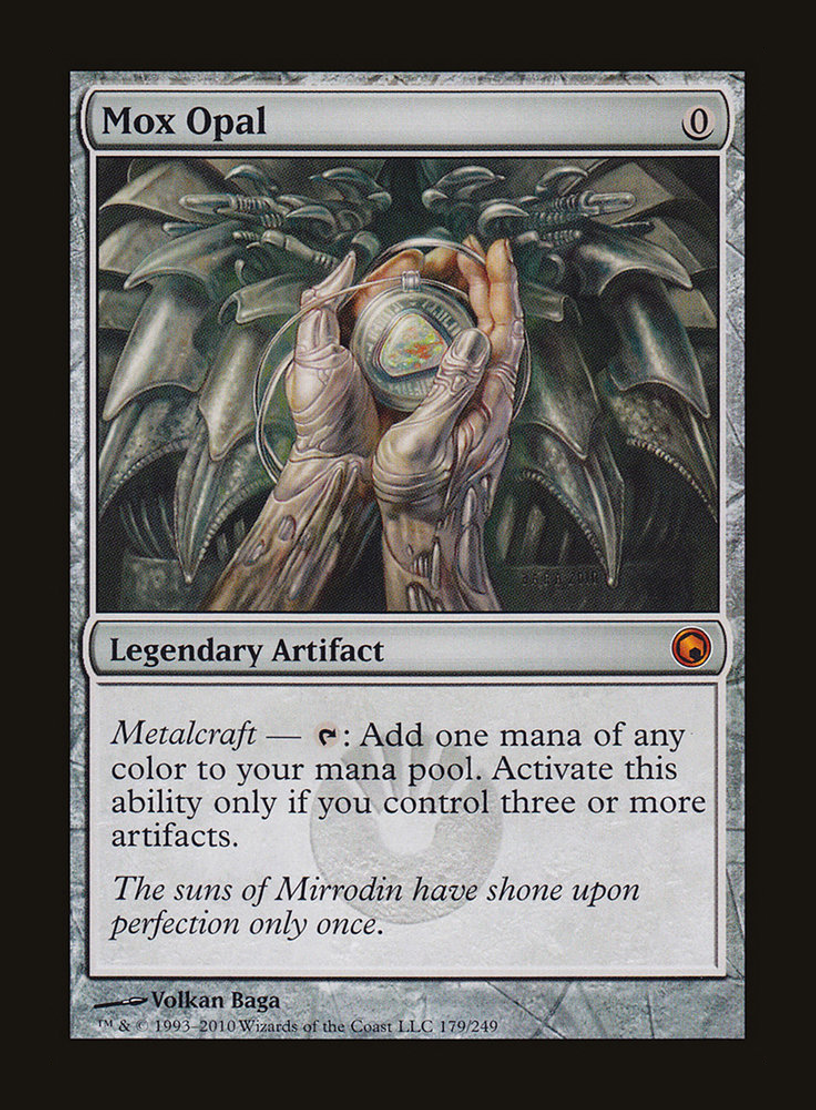 Mox Opal 0
Legendary Artifact
Metalcraft — : Add one mana of any
color to your mana pool. Activate this
ability only if you control three or more
artifacts.
The suns of Mirrodin have shone upon
perfection only once.
Volkan Baga
™ & © 1993–2010 Wizards of the Coast LLC 179/249